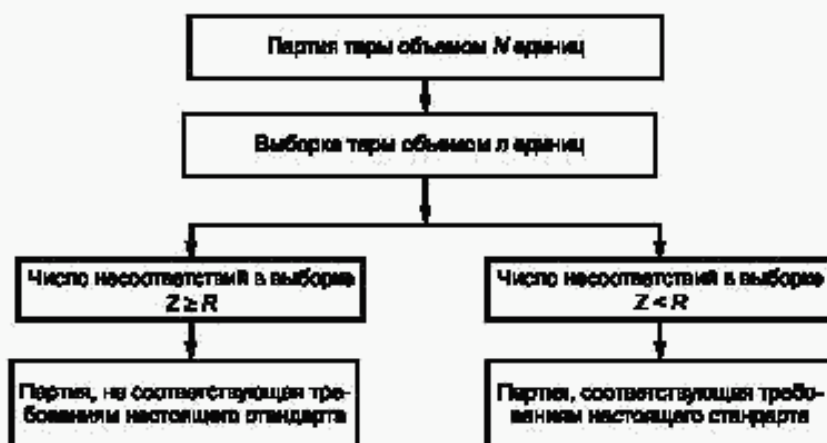 Партия тары объемом N единиц
Выборка тары объемом n единиц
Число несоответствий в выборке
Z ≥ R
Число несоответствий в выборке
Z < R
Партия, не соответствующая тре-
бованиям настоящего стандарта
Партия, соответствующая требо-
ваниям настоящего стандарта